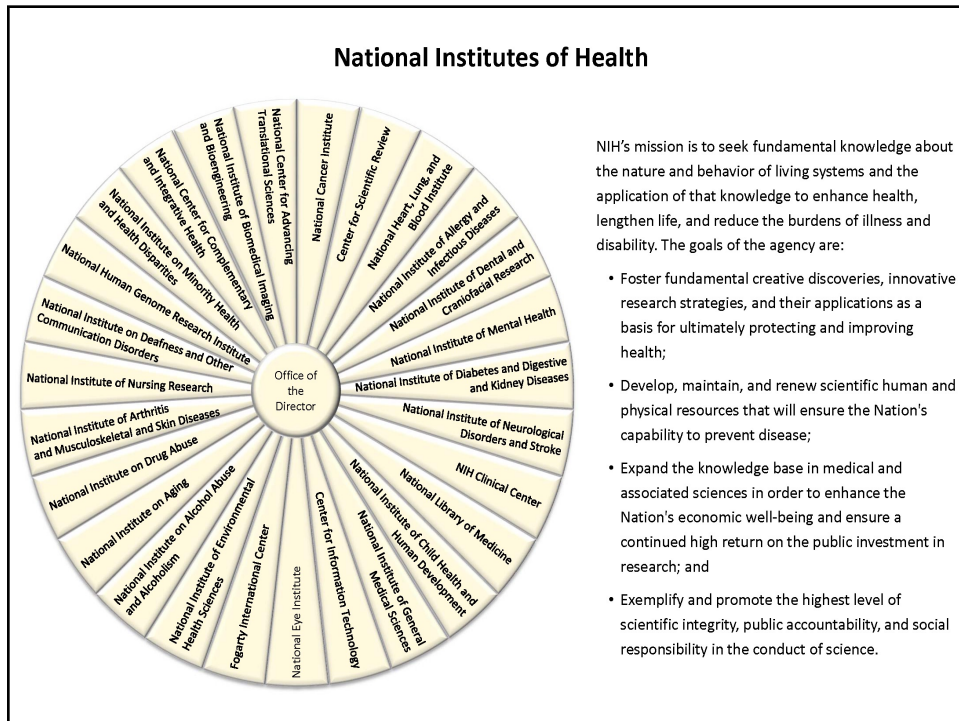 National Institutes of Health
National Cancer Institute
Center for Scientific Review
National Heart, Lung, and
Blood Institute
National Institute of Allergy and
Infectious Diseases
National Institute of Dental and
Craniofacial Research
National Institute of Mental Health
National Institute of Diabetes and Digestive
and Kidney Diseases
National Institute of Neurological
Disorders and Stroke
NIH Clinical Center
National Library of Medicine
National Institute of Child Health and
Human Development
National Institute of General
Medical Sciences
Center for Information Technology
National Eye Institute
Fogarty International Center
National Institute of Environmental
Health Sciences
National Institute on Alcohol Abuse
and Alcoholism
National Institute on Aging
National Institute on Drug Abuse
National Institute of Arthritis
and Musculoskeletal and Skin Diseases
National Institute of Nursing Research
National Institute on Deafness and Other
Communication Disorders
National Human Genome Research Institute
National Institute on Minority Health
and Health Disparities
National Center for Complementary
and Integrative Health
National Institute of Biomedical Imaging
and Bioengineering
National Center for Advancing
Translational Sciences
Office of
the
Director
NIH’s mission is to seek fundamental knowledge about
the nature and behavior of living systems and the
application of that knowledge to enhance health,
lengthen life, and reduce the burdens of illness and
disability. The goals of the agency are:
• Foster fundamental creative discoveries, innovative
research strategies, and their applications as a
basis for ultimately protecting and improving
health;
• Develop, maintain, and renew scientific human and
physical resources that will ensure the Nation's
capability to prevent disease;
• Expand the knowledge base in medical and
associated sciences in order to enhance the
Nation's economic well-being and ensure a
continued high return on the public investment in
research; and
• Exemplify and promote the highest level of
scientific integrity, public accountability, and social
responsibility in the conduct of science.